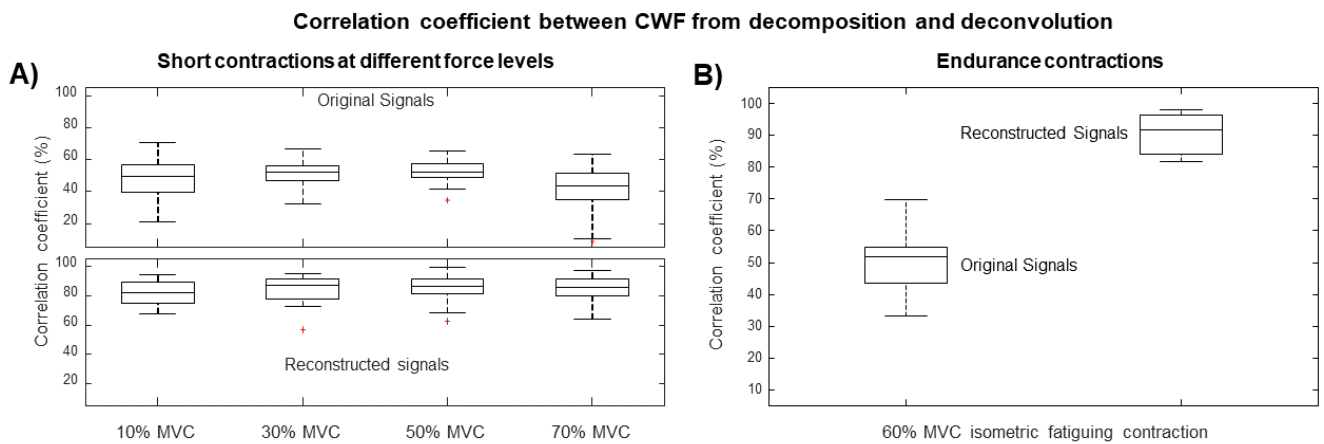 Correlation coefficient between CWF from decomposition and deconvolution
A)
Short contractions at different force levels
Correlation coefficient (%)
100
80
60
40
20
Original Signals
100
80
60
40
20
Reconstructed signals
10% MVC 30% MVC 50% MVC 70% MVC
B)
Endurance contractions
Correlation coefficient (%)
100
90
80
70
60
50
40
30
20
10
Reconstructed Signals
Original Signals
60% MVC isometric fatiguing contraction